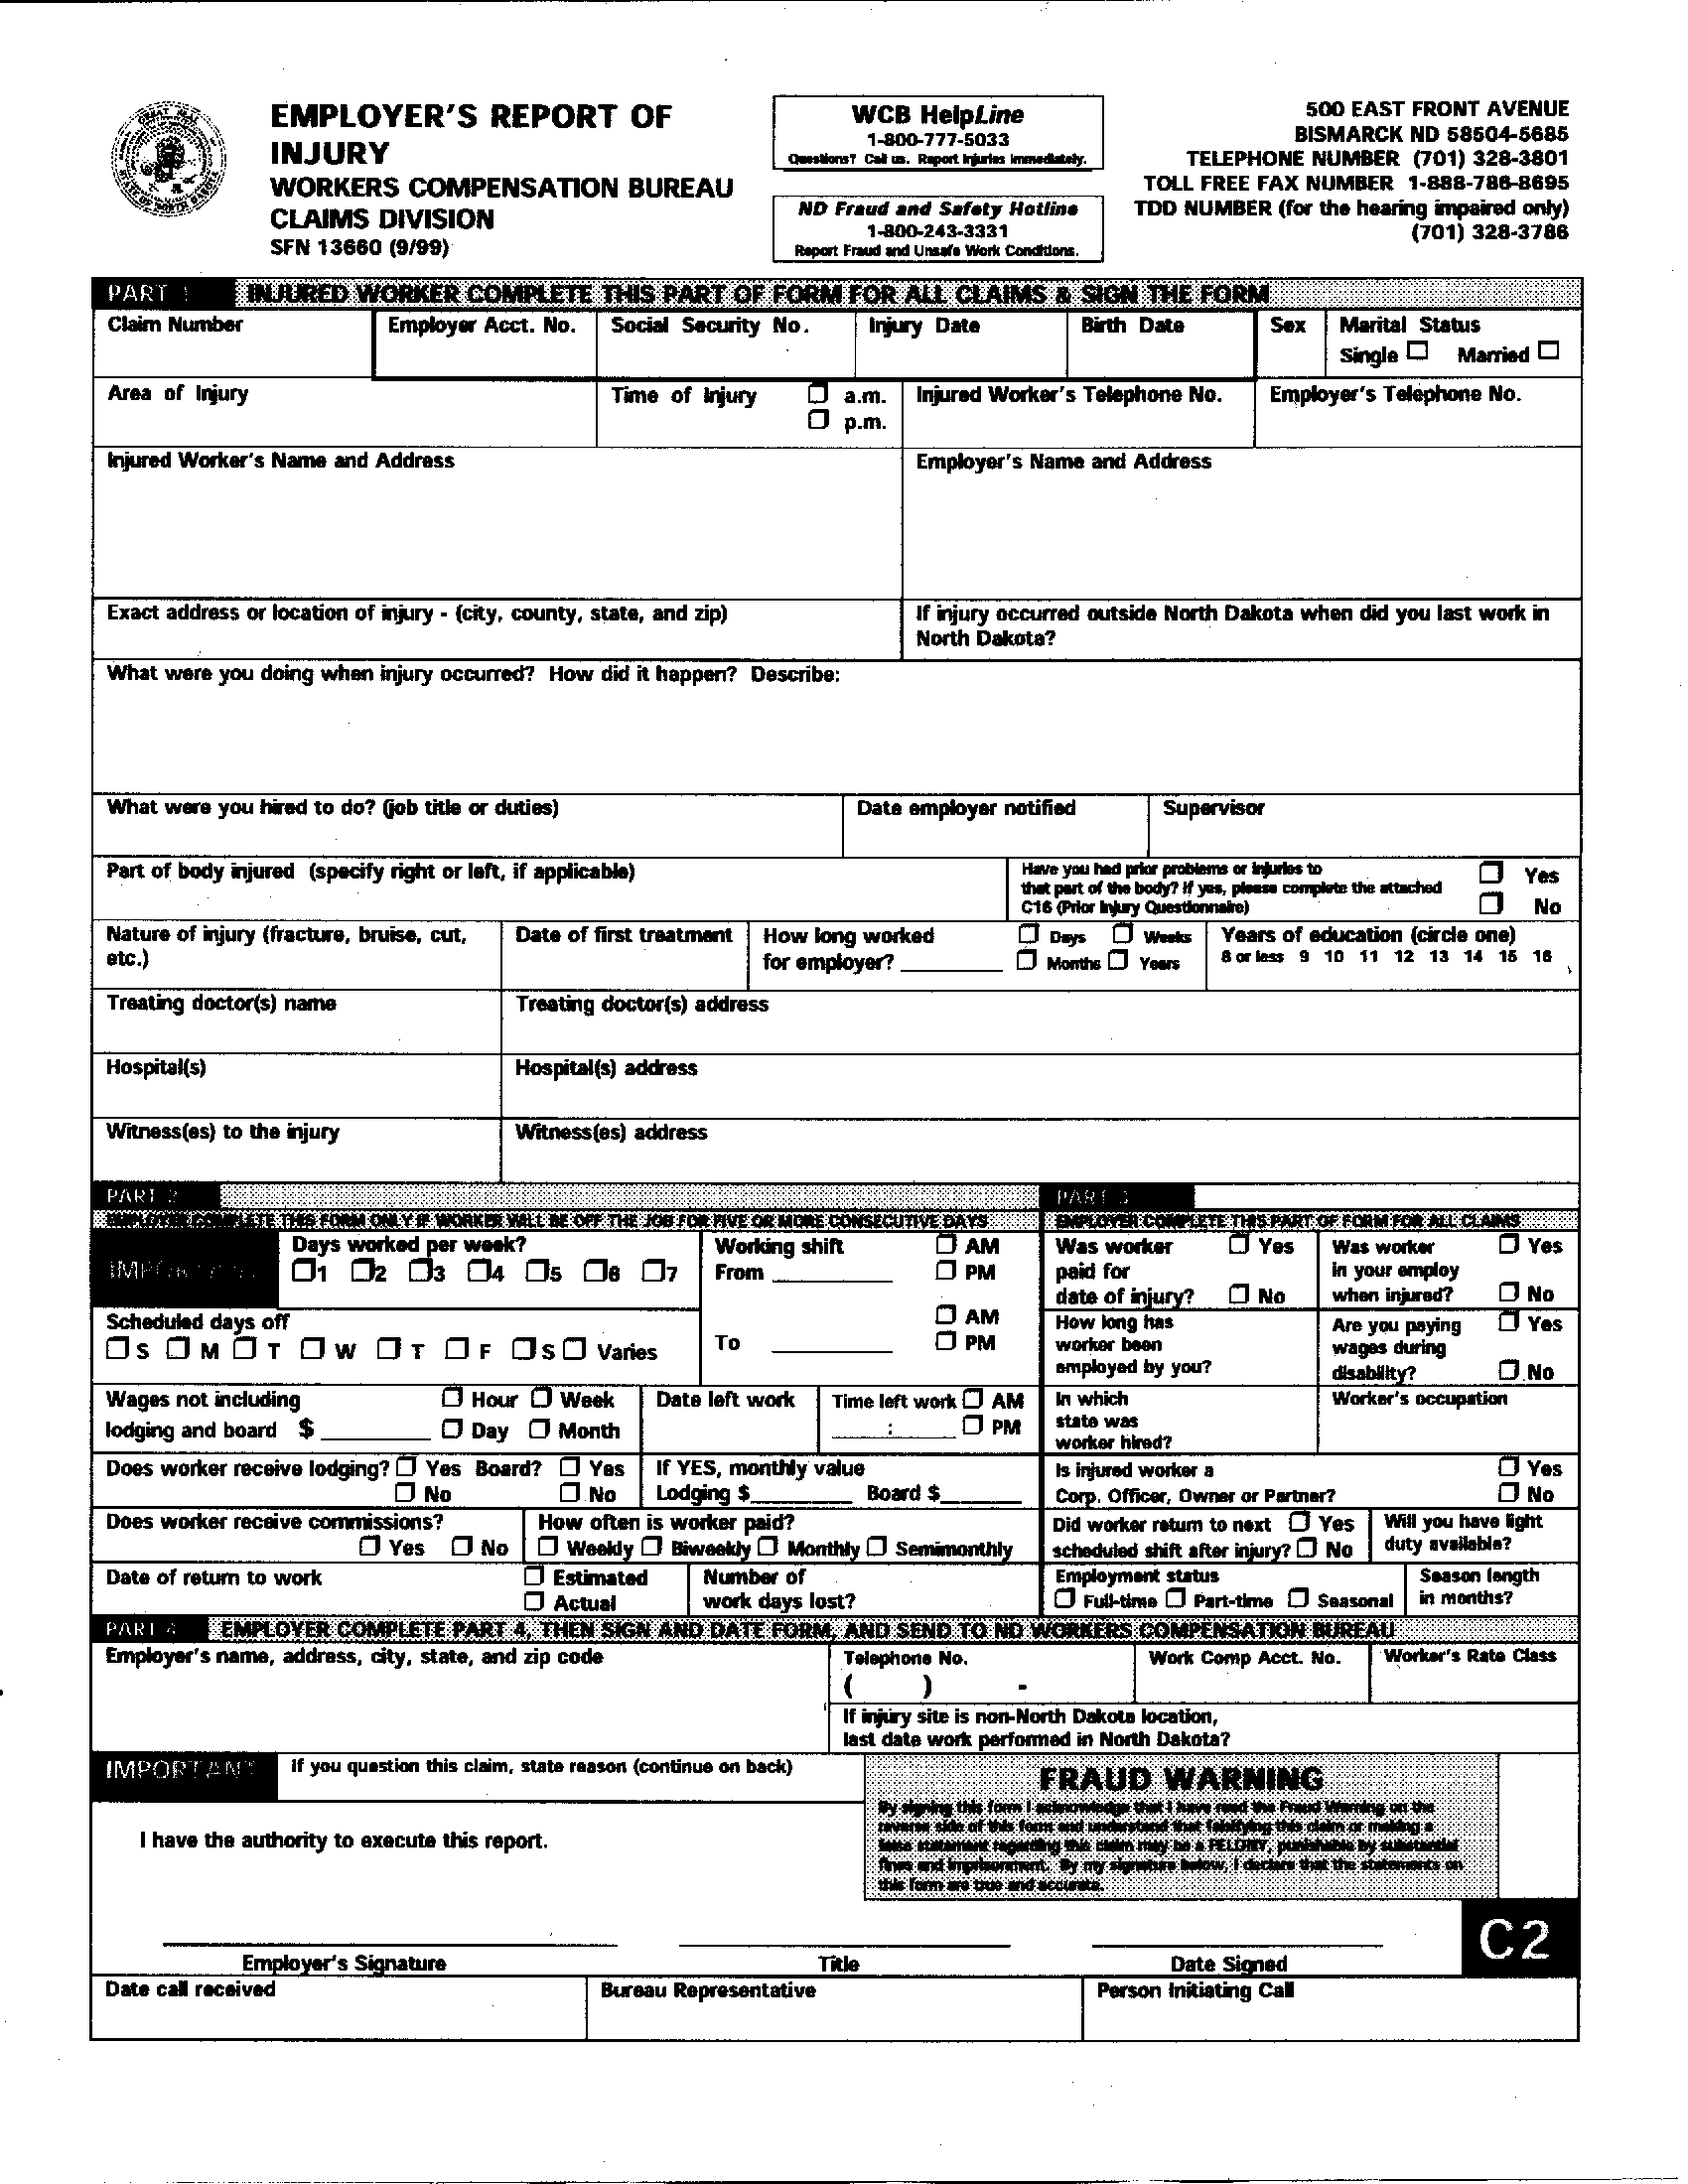 EMPLOYER'S REPORT OF
INJURY
WORKERS COMPENSATION BUREAU
CLAIMS DIVISION
SFN 13660 (9/99)
WCB HelpLine
1-800-777-5033
Questions? Call us. Report Injuries Immediately.
ND Fraud and Safety Hotline
1-800-243-3331
Report Fraud and Unsafe Work Conditions.
500 EAST FRONT AVENUE
BISMARCK ND 58504-5685
TELEPHONE NUMBER (701) 328-3801
TOLL FREE FAX NUMBER 1-888-786-8695
TDD NUMBER (for the hearing impaired only)
(701) 328-3786
PART 1 INJURED WORKER COMPLETE THIS PART OF FORM FOR ALL CLAIMS & SIGN THE FORM
Claim Number Employer Acct. No. Social Security No. Injury Date Birth Date Sex Marital Status
Single ☐ Married ☐
Area of Injury Time of Injury ☐ a.m. Injured Worker's Telephone No. Employer's Telephone No.
☐ p.m.
Injured Worker's Name and Address Employer's Name and Address
Exact address or location of injury - (city, county, state, and zip) If injury occurred outside North Dakota when did you last work in
North Dakota?
What were you doing when injury occurred? How did it happen? Describe:
What were you hired to do? (job title or duties) Date employer notified Supervisor
Part of body injured (specify right or left, if applicable)
Have you had prior problems or injuries to ☐ Yes
that part of the body? If yes, please complete the attached
C16 (Prior Injury Questionnaire) ☐ No
Nature of injury (fracture, bruise, cut, Date of first treatment How long worked ☐ Days ☐ Weeks Years of education (circle one)
etc.) for employer? ☐ Months ☐ Years 8 or less 9 10 11 12 13 14 15 16
Treating doctor(s) name Treating doctor(s) address
Hospital(s) Hospital(s) address
Witness(es) to the injury Witness(es) address
PART 2
EMPLOYER COMPLETE THIS FORM ONLY IF WORKER WILL BE OFF THE JOB FOR FIVE OR MORE CONSECUTIVE DAYS
IMPORTANT
Days worked per week?
☐1 ☐2 ☐3 ☐4 ☐5 ☐6 ☐7
Working shift ☐ AM
From ☐ PM
☐ AM
To ☐ PM
Scheduled days off
☐ S ☐ M ☐ T ☐ W ☐ T ☐ F ☐ S ☐ Varies
Wages not including ☐ Hour ☐ Week Date left work Time left work ☐ AM
lodging and board $ ☐ Day ☐ Month : ☐ PM
Does worker receive lodging? ☐ Yes Board? ☐ Yes If YES, monthly value
☐ No ☐ No Lodging $ Board $
Does worker receive commissions? How often is worker paid?
☐ Yes ☐ No ☐ Weekly ☐ Biweekly ☐ Monthly ☐ Semimonthly
Date of return to work ☐ Estimated Number of
☐ Actual work days lost?
PART 3
EMPLOYER COMPLETE THIS PART OF FORM FOR ALL CLAIMS
Was worker ☐ Yes Was worker ☐ Yes
paid for in your employ
date of injury? ☐ No when injured? ☐ No
How long has Are you paying ☐ Yes
worker been wages during
employed by you? disability? ☐ No
In which Worker's occupation
state was
worker hired?
Is injured worker a ☐ Yes
Corp. Officer, Owner or Partner? ☐ No
Did worker return to next ☐ Yes Will you have light
scheduled shift after injury? ☐ No duty available?
Employment status Season length
☐ Full-time ☐ Part-time ☐ Seasonal in months?
PART 4 EMPLOYER COMPLETE PART 4, THEN SIGN AND DATE FORM, AND SEND TO ND WORKERS COMPENSATION BUREAU
Employer's name, address, city, state, and zip code Telephone No. Work Comp Acct. No. Worker's Rate Class
( ) -
If injury site is non-North Dakota location,
last date work performed in North Dakota?
IMPORTANT If you question this claim, state reason (continue on back)
I have the authority to execute this report.
FRAUD WARNING
By signing this form I acknowledge that I have read the Fraud Warning on the
reverse side of this form and understand that falsifying this claim or making a
false statement regarding this claim may be a FELONY, punishable by substantial
fines and imprisonment. By my signature below, I declare that the statements on
this form are true and accurate.
C2
Employer's Signature Title Date Signed
Date call received Bureau Representative Person Initiating Call